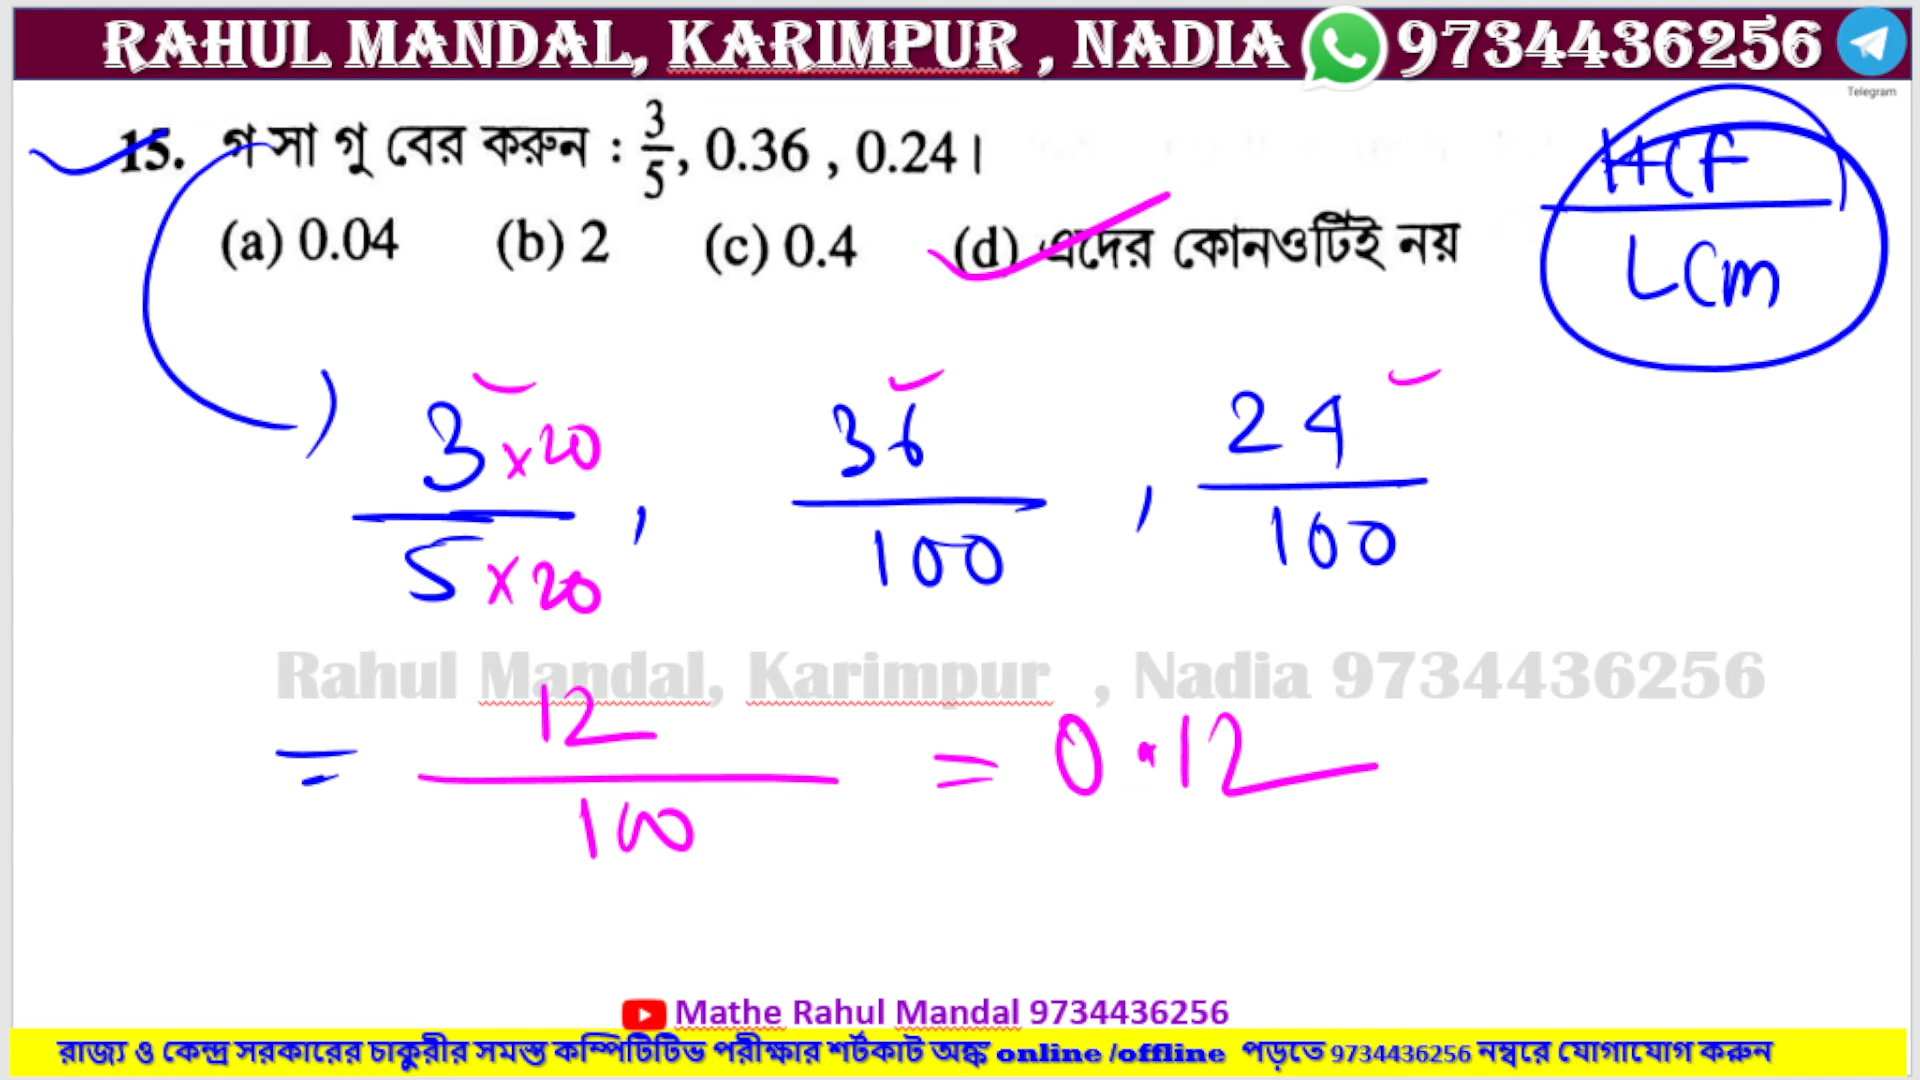 RAHUL MANDAL, KARIMPUR , NADIA 9734436256
Telegram
15. গ সা গু বের করুন : 3/5, 0.36 , 0.24।
(a) 0.04 (b) 2 (c) 0.4 (d) এদের কোনওটিই নয়
HCF
LCM
3 × 20 / 5 × 20 , 36 / 100 , 24 / 100
Rahul Mandal, Karimpur , Nadia 9734436256
= 12 / 100 = 0.12
Mathe Rahul Mandal 9734436256
রাজ্য ও কেন্দ্র সরকারের চাকুরীর সমস্ত কম্পিটিটিভ পরীক্ষার শর্টকাট অঙ্ক online /offline পড়তে 9734436256 নম্বরে যোগাযোগ করুন